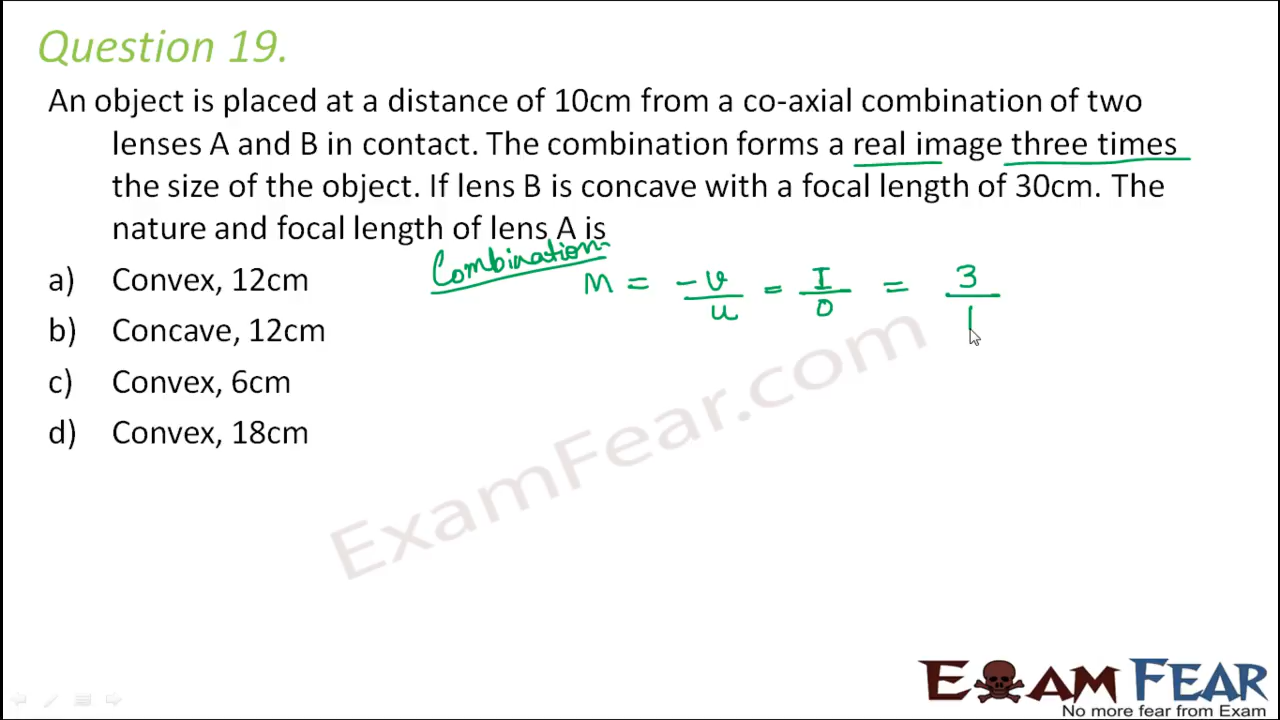 Question 19.
An object is placed at a distance of 10cm from a co-axial combination of two
lenses A and B in contact. The combination forms a real image three times
the size of the object. If lens B is concave with a focal length of 30cm. The
nature and focal length of lens A is
Combination
M = -v/u = I/O = 3/1
a) Convex, 12cm
b) Concave, 12cm
c) Convex, 6cm
d) Convex, 18cm
ExamFear.com
EXAM FEAR
No more fear from Exam